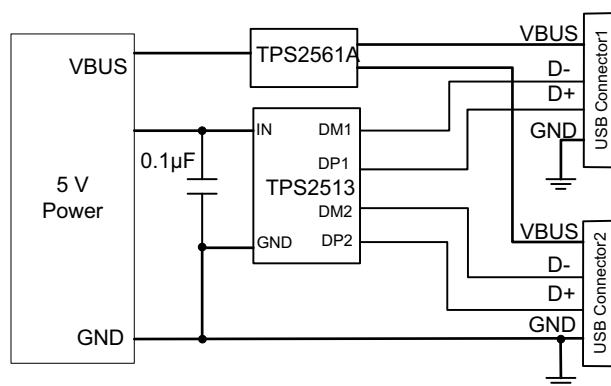 VBUS
5 V
Power
GND
TPS2561A
0.1µF
IN
DM1
DP1
TPS2513
DM2
GND
DP2
VBUS
D-
D+
GND
USB Connector1
VBUS
D-
D+
GND
USB Connector2